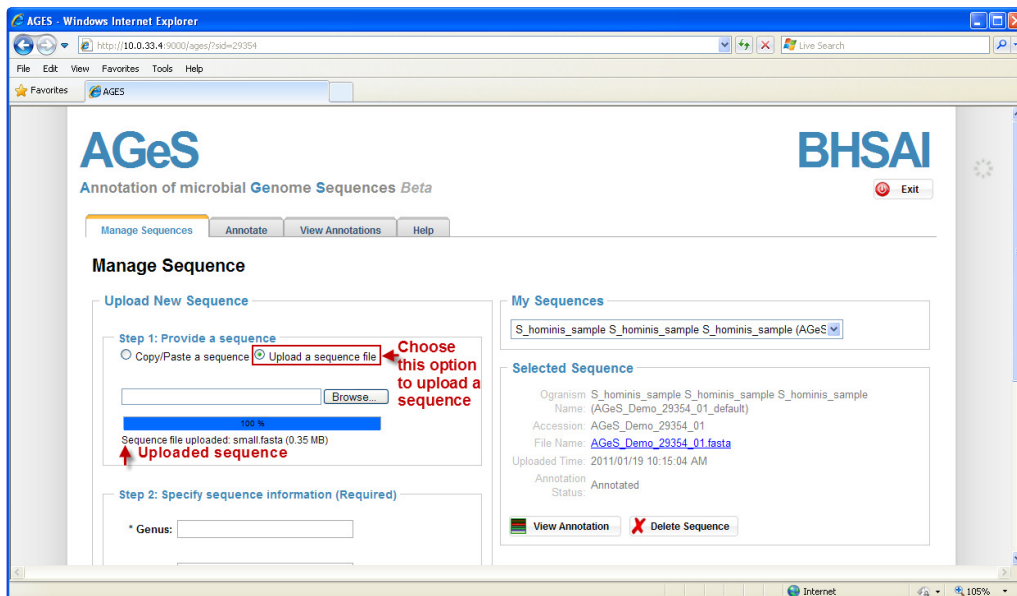 AGES - Windows Internet Explorer
http://10.0.33.4:9000/ages/?sid=29354
Live Search
File Edit View Favorites Tools Help
Favorites
AGES
AGeS
BHSAI
Annotation of microbial Genome Sequences Beta
Exit
Manage Sequences
Annotate
View Annotations
Help
Manage Sequence
Upload New Sequence
Step 1: Provide a sequence
Copy/Paste a sequence
Upload a sequence file
Choose
this option
to upload a
sequence
Browse...
100 %
Sequence file uploaded: small.fasta (0.35 MB)
Uploaded sequence
Step 2: Specify sequence information (Required)
* Genus:
My Sequences
S_hominis_sample S_hominis_sample S_hominis_sample (AGeS
Selected Sequence
Ogranism Name: S_hominis_sample S_hominis_sample S_hominis_sample
(AGeS_Demo_29354_01_default)
Accession: AGeS_Demo_29354_01
File Name: AGeS_Demo_29354_01.fasta
Uploaded Time: 2011/01/19 10:15:04 AM
Annotation Status: Annotated
View Annotation
Delete Sequence
Internet
105%